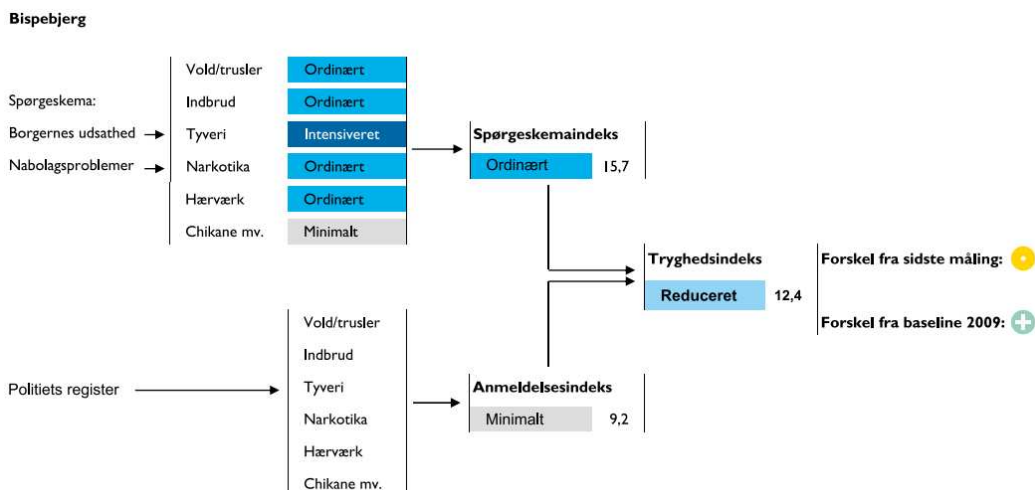 Bispebjerg
Spørgeskema:
Borgernes udsathed
Nabolagsproblemer
Vold/trusler Ordinært
Indbrud Ordinært
Tyveri Intensiveret
Narkotika Ordinært
Hærværk Ordinært
Chikane mv. Minimalt
Spørgeskemaindeks
Ordinært 15,7
Tryghedsindeks
Reduceret 12,4
Forskel fra sidste måling:
Forskel fra baseline 2009:
Politiets register
Vold/trusler
Indbrud
Tyveri
Narkotika
Hærværk
Chikane mv.
Anmeldelsesindeks
Minimalt 9,2